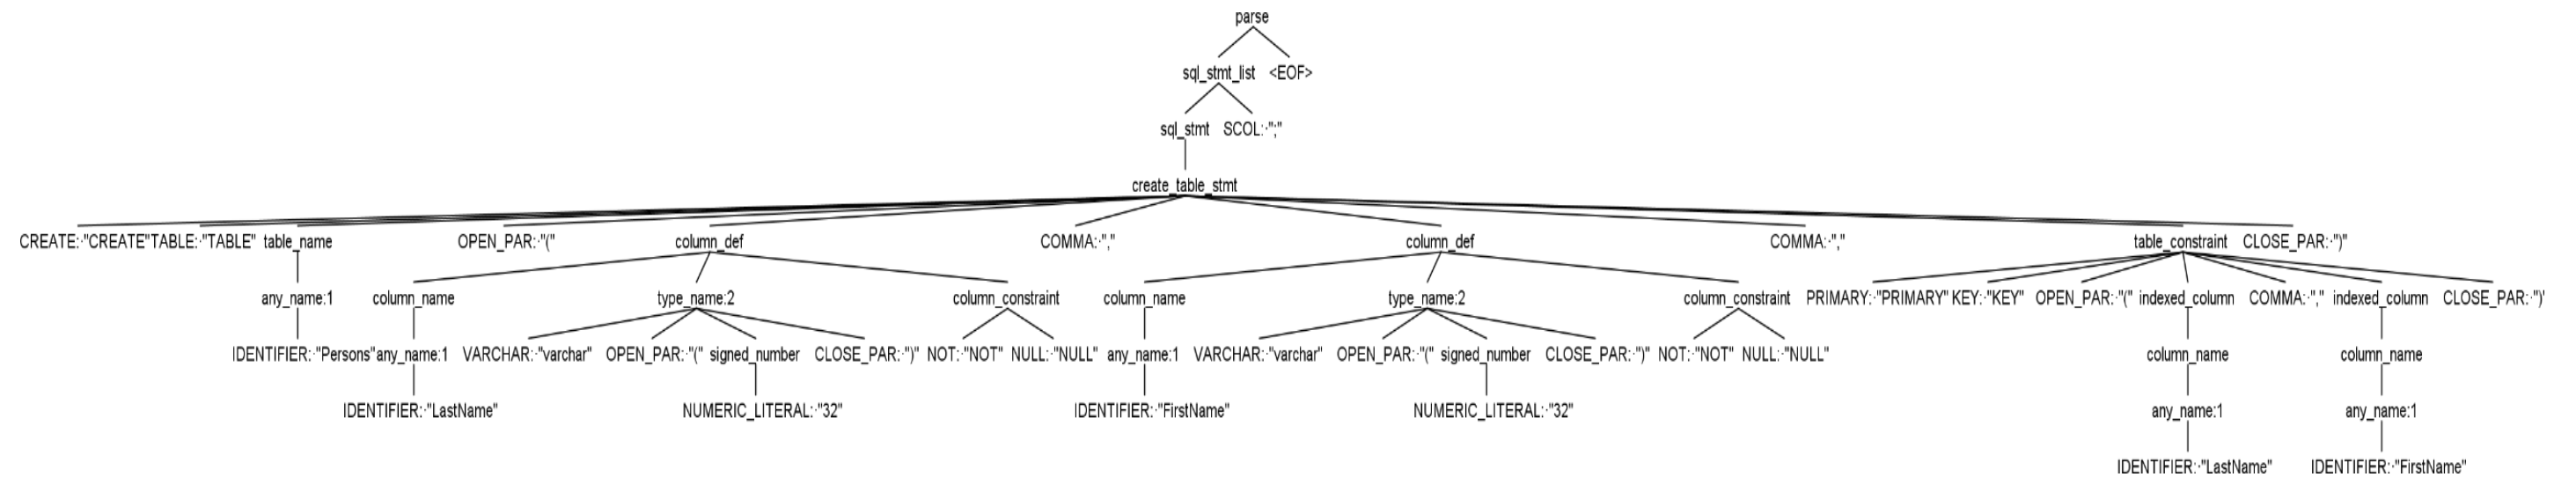 parse
sql_stmt_list <EOF>
sql_stmt SCOL:·";"
create_table_stmt
CREATE:·"CREATE" TABLE:·"TABLE" table_name OPEN_PAR:·"(" column_def COMMA:·"," column_def COMMA:·"," table_constraint CLOSE_PAR:·")"
any_name:1 column_name type_name:2 column_constraint column_name type_name:2 column_constraint PRIMARY:·"PRIMARY" KEY:·"KEY" OPEN_PAR:·"(" indexed_column COMMA:·"," indexed_column CLOSE_PAR:·")'
IDENTIFIER:·"Persons" any_name:1 VARCHAR:·"varchar" OPEN_PAR:·"(" signed_number CLOSE_PAR:·")" NOT:·"NOT" NULL:·"NULL" any_name:1 VARCHAR:·"varchar" OPEN_PAR:·"(" signed_number CLOSE_PAR:·")" NOT:·"NOT" NULL:·"NULL" column_name column_name
IDENTIFIER:·"LastName" NUMERIC_LITERAL:·"32" IDENTIFIER:·"FirstName" NUMERIC_LITERAL:·"32" any_name:1 any_name:1
IDENTIFIER:·"LastName" IDENTIFIER:·"FirstName"